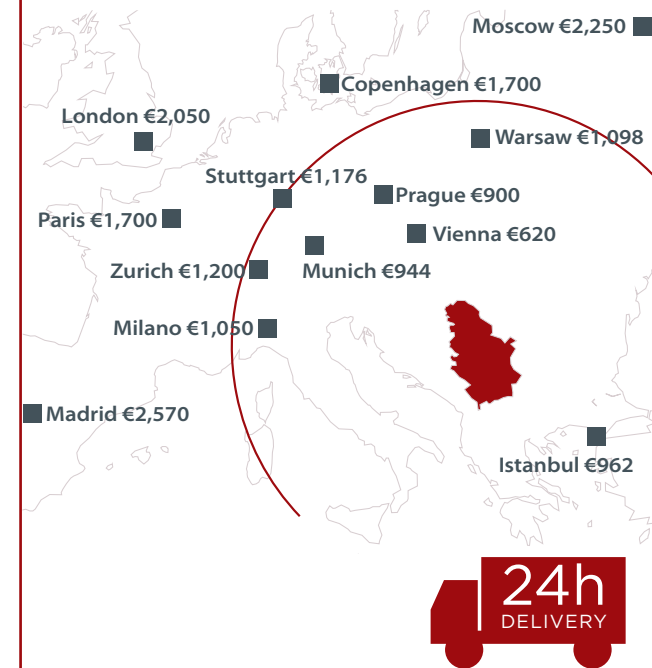 Moscow €2,250
Copenhagen €1,700
London €2,050
Warsaw €1,098
Stuttgart €1,176
Prague €900
Paris €1,700
Vienna €620
Zurich €1,200
Munich €944
Milano €1,050
Madrid €2,570
Istanbul €962
24h
DELIVERY